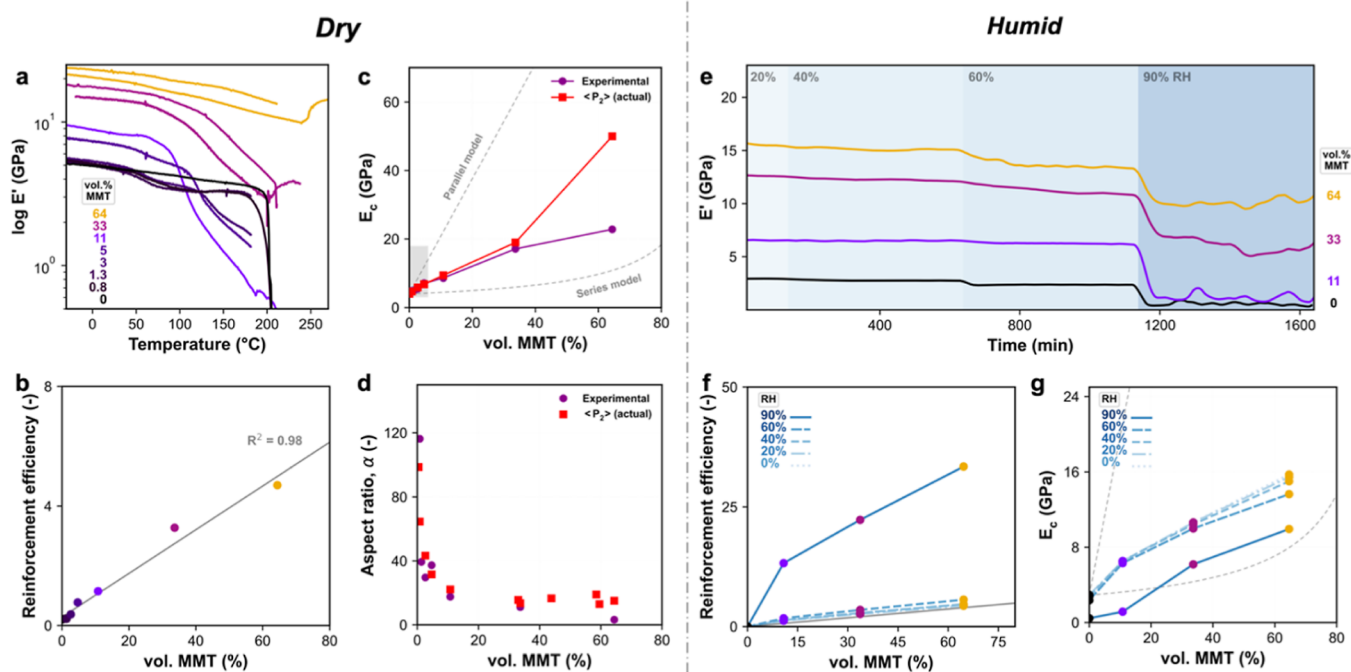 Dry
Humid
a
log E' (GPa)
10¹
10⁰
vol.%
MMT
64
33
11
5
3
1.3
0.8
0
0 50 100 150 200 250
Temperature (°C)
c
Experimental
<P₂> (actual)
Parallel model
Series model
E꜀ (GPa)
60
40
20
0
0 20 40 60 80
vol. MMT (%)
e
20% 40% 60% 90% RH
E' (GPa)
20
15
10
5
400 800 1200 1600
Time (min)
vol.%
MMT
64
33
11
0
b
Reinforcement efficiency (-)
8
4
0
R² = 0.98
0 20 40 60 80
vol. MMT (%)
d
Experimental
<P₂> (actual)
Aspect ratio, α (-)
120
80
40
0
0 20 40 60 80
vol. MMT (%)
f
RH
90%
60%
40%
20%
0%
Reinforcement efficiency (-)
50
25
0
0 15 30 45 60 75
vol. MMT (%)
g
RH
90%
60%
40%
20%
0%
E꜀ (GPa)
24
16
8
0
0 20 40 60 80
vol. MMT (%)